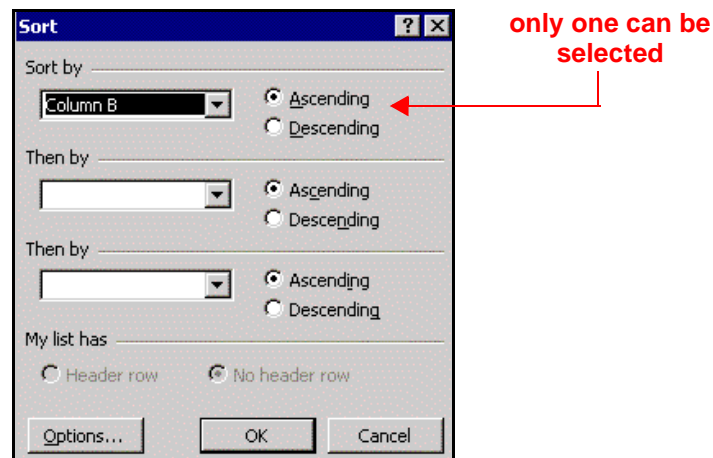 Sort
only one can be
selected
Sort by
Column B
Ascending
Descending
Then by
Ascending
Descending
Then by
Ascending
Descending
My list has
Header row No header row
Options... OK Cancel